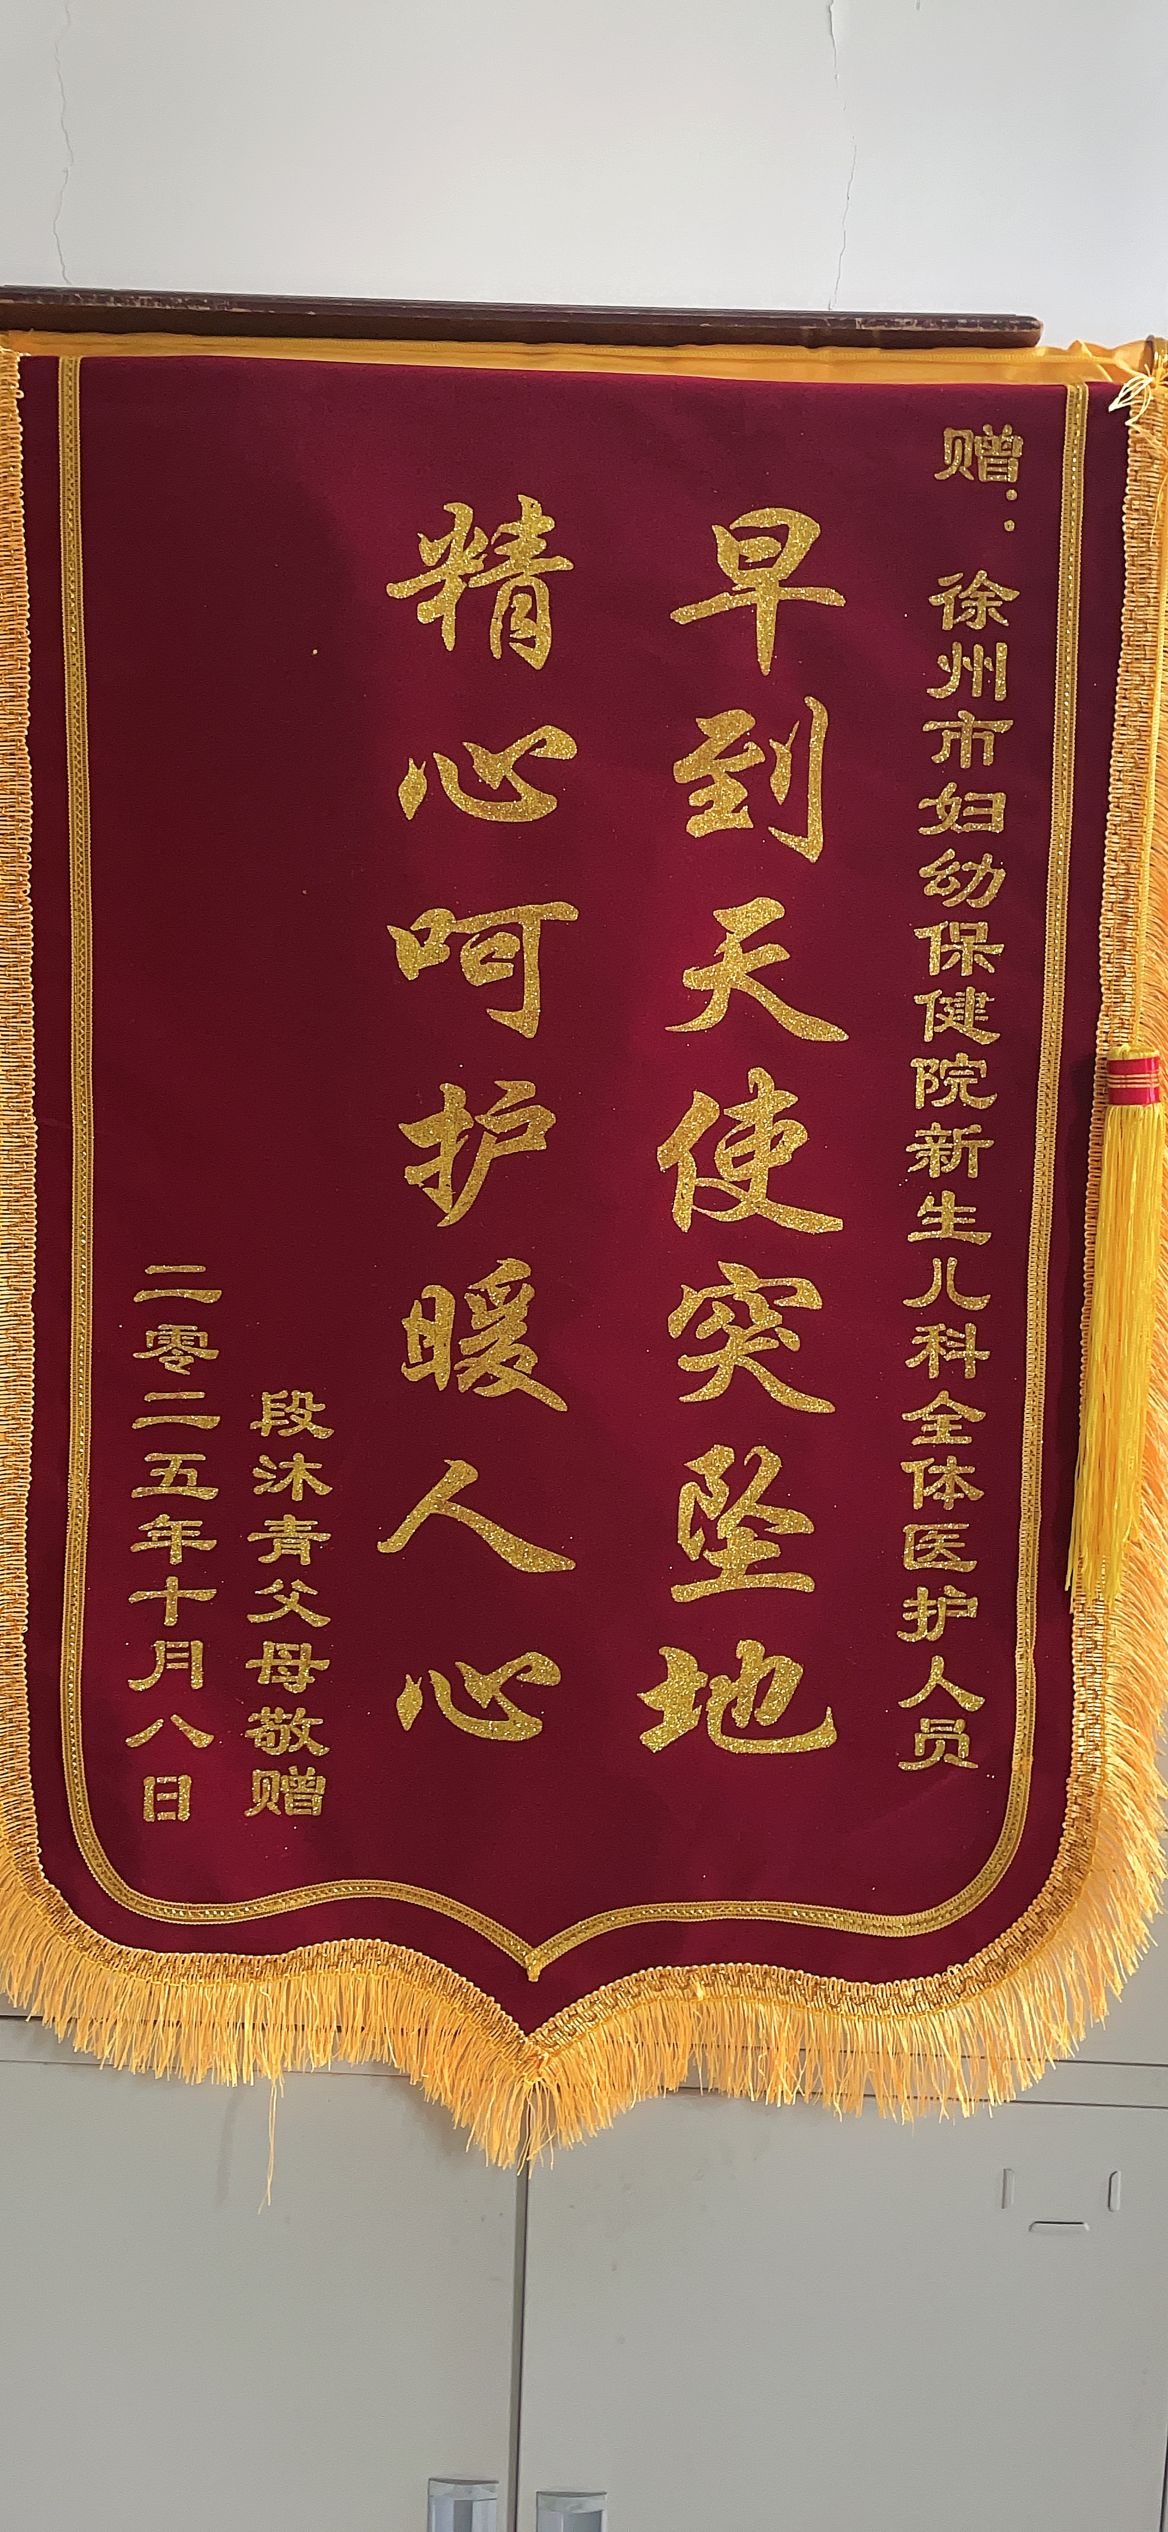 赠：徐州市妇幼保健院新生儿科全体医护人员
早到天使突坠地
精心呵护暖人心
段沐青父母敬赠
二零二五年十月八日